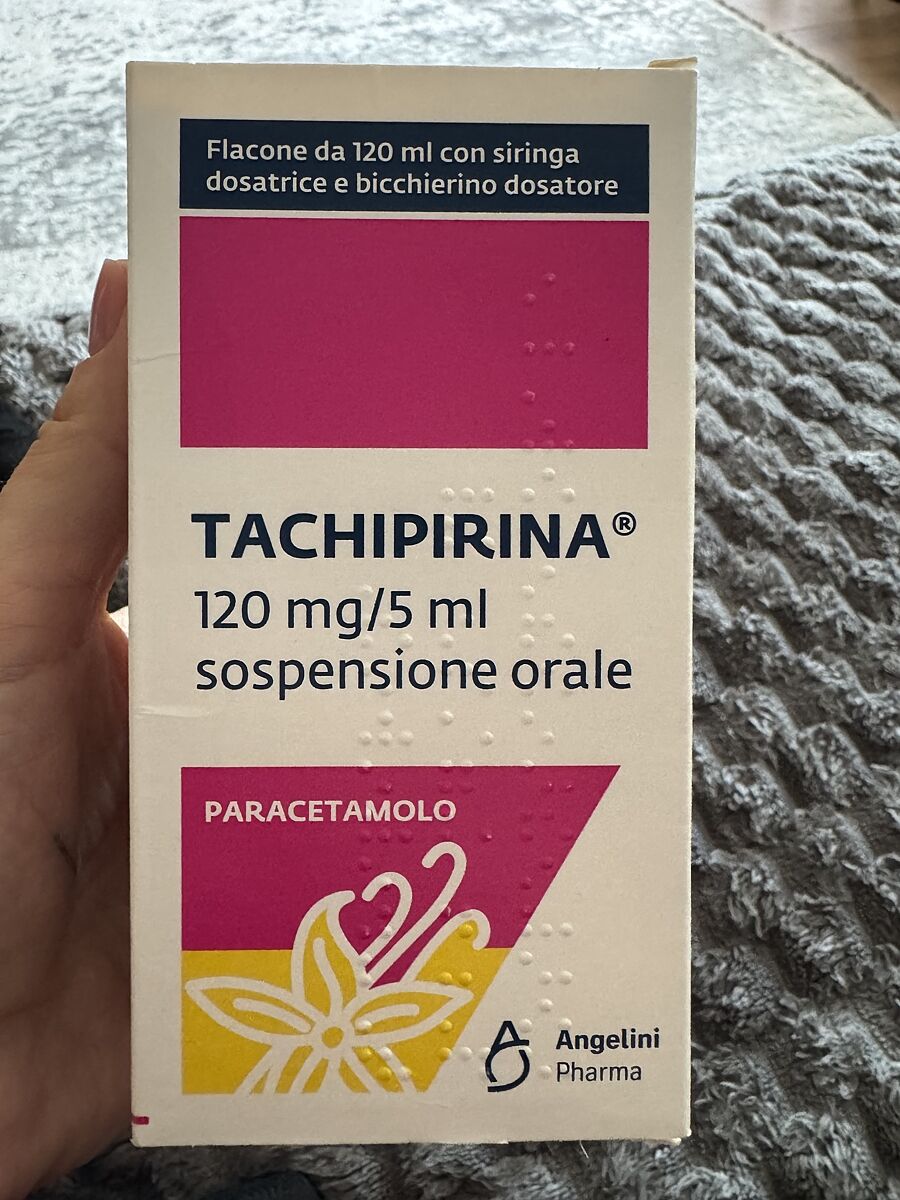 Flacone da 120 ml con siringa
dosatrice e bicchierino dosatore
TACHIPIRINA®
120 mg/5 ml
sospensione orale
PARACETAMOLO
Angelini
Pharma